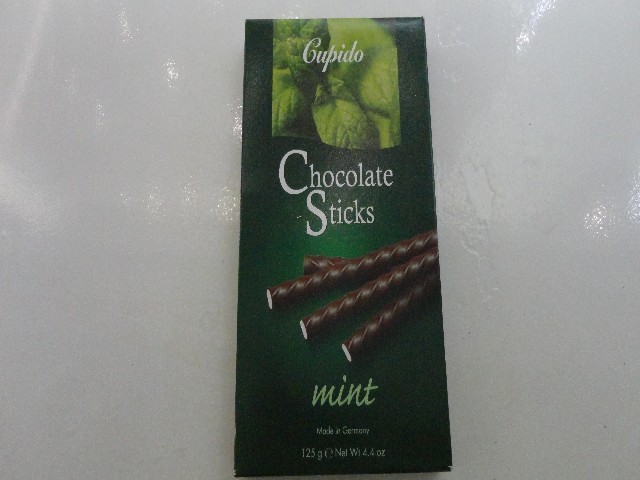 Cupido
Chocolate
Sticks
mint
Made in Germany
125 g ℮ Net Wt 4.4 oz